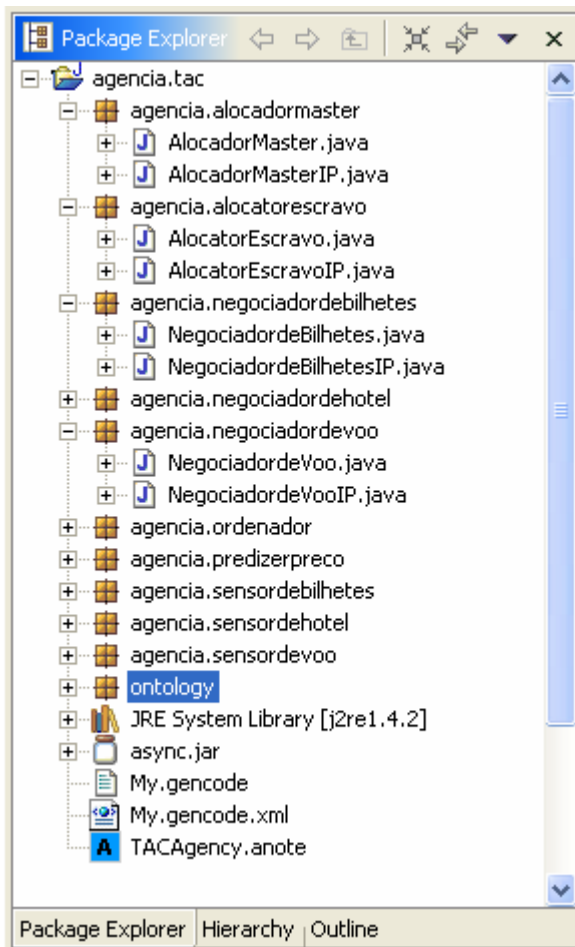 Package Explorer
agencia.tac
agencia.alocadormaster
AlocadorMaster.java
AlocadorMasterIP.java
agencia.alocatorescravo
AlocatorEscravo.java
AlocatorEscravoIP.java
agencia.negociadordebilhetes
NegociadordeBilhetes.java
NegociadordeBilhetesIP.java
agencia.negociadordehotel
agencia.negociadordevoo
NegociadordeVoo.java
NegociadordeVooIP.java
agencia.ordenador
agencia.predizerpreco
agencia.sensordebilhetes
agencia.sensordehotel
agencia.sensordevoo
ontology
JRE System Library [j2re1.4.2]
async.jar
My.gencode
My.gencode.xml
TACAgency.anote
Package Explorer Hierarchy Outline